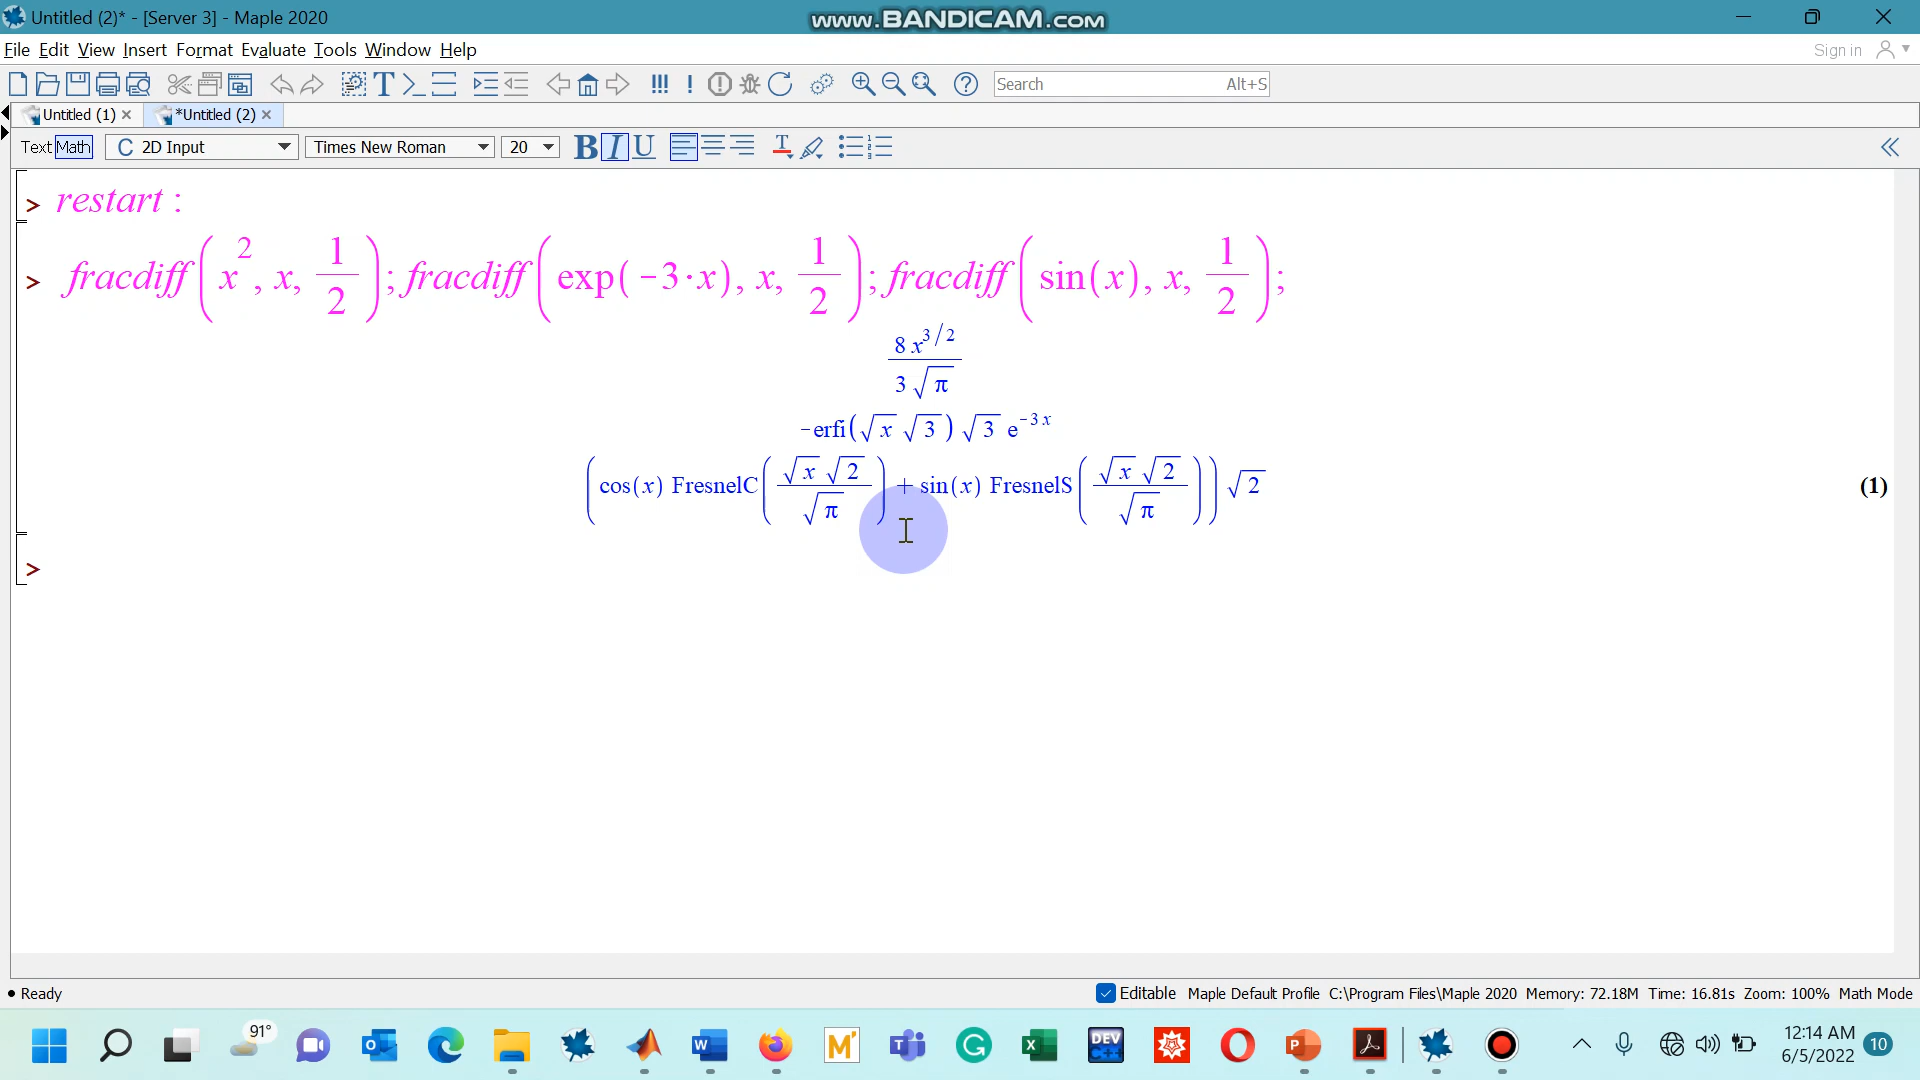 Untitled (2)* - [Server 3] - Maple 2020
www.BANDICAM.com
File Edit View Insert Format Evaluate Tools Window Help
Sign in
Search Alt+S
Untitled (1) *Untitled (2)
Text Math C 2D Input Times New Roman 20 B I U
> restart :
> fracdiff(x^2, x, 1/2); fracdiff(exp(-3·x), x, 1/2); fracdiff(sin(x), x, 1/2);
8 x^(3/2) / (3 √π)
-erfi(√x √3) √3 e^(-3 x)
(cos(x) FresnelC(√x √2 / √π) + sin(x) FresnelS(√x √2 / √π)) √2 (1)
>
Ready
Editable Maple Default Profile C:\Program Files\Maple 2020 Memory: 72.18M Time: 16.81s Zoom: 100% Math Mode
91°
DEV C++
12:14 AM
6/5/2022
10